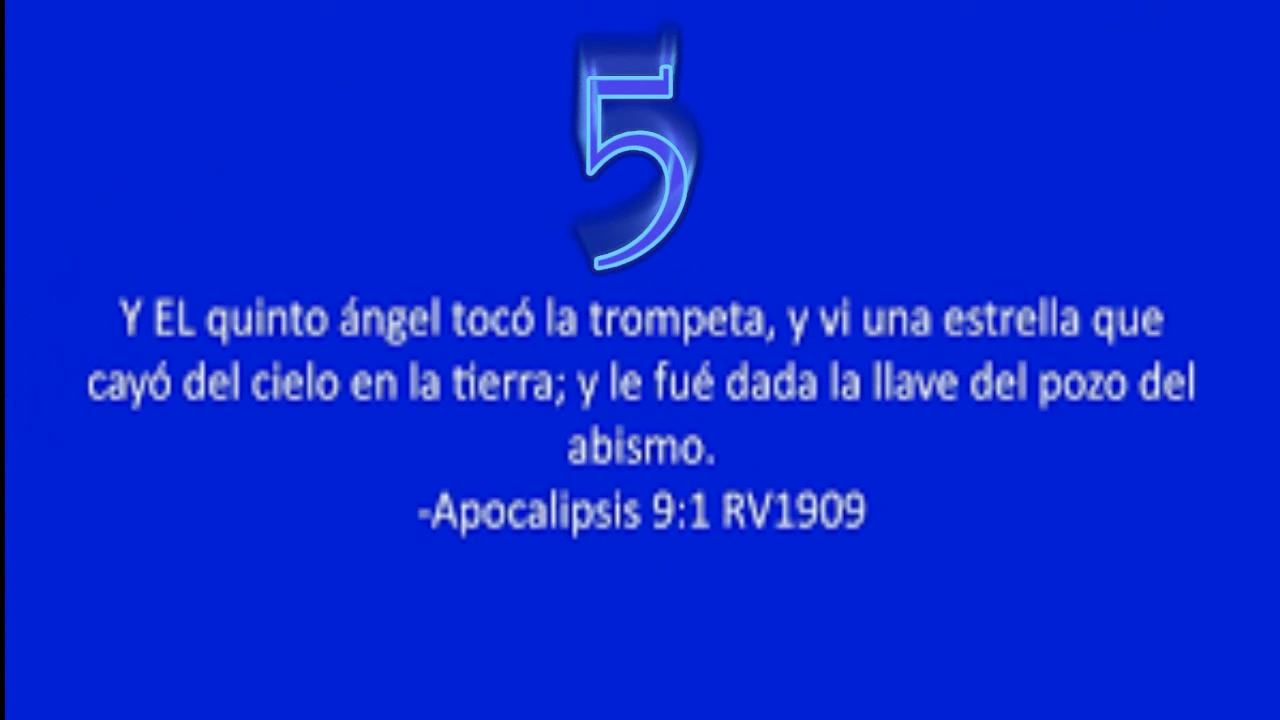 5
Y EL quinto ángel tocó la trompeta, y vi una estrella que
cayó del cielo en la tierra; y le fué dada la llave del pozo del
abismo.
-Apocalipsis 9:1 RV1909